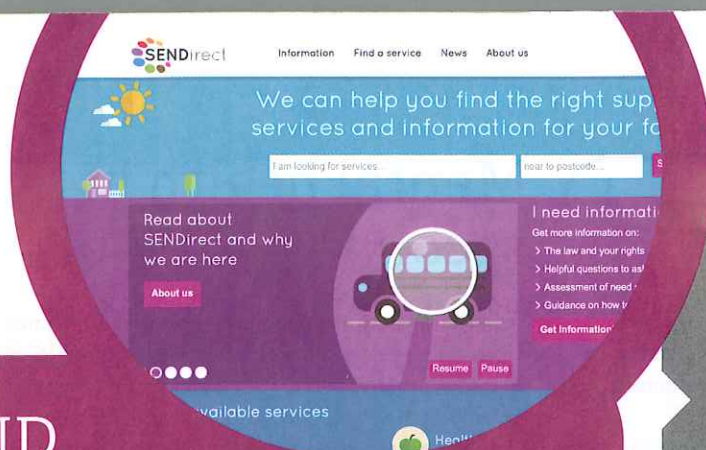 SENDirect
Information Find a service News About us
We can help you find the right sup
services and information for your fa
I am looking for services...
near to postcode...
S
Read about
SENDirect and why
we are here
About us
I need informati
Get more information on:
> The law and your rights
> Helpful questions to as
> Assessment of need
> Guidance on how to
Get Information
Resume Pause
vailable services
Healt
ND